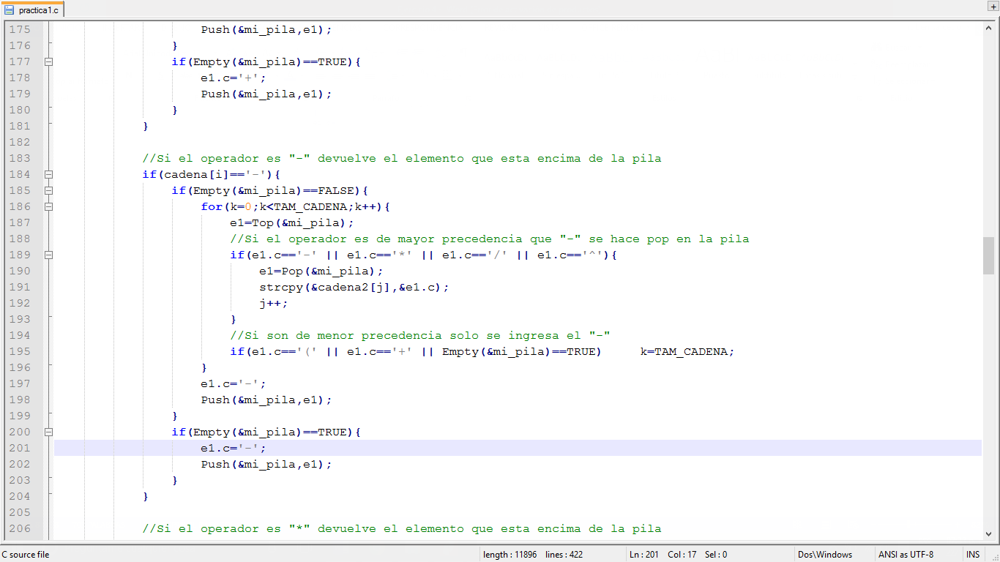 practica1.c
+
175 Push(&mi_pila,e1);
176 }
177 if(Empty(&mi_pila)==TRUE){
178 e1.c='+';
179 Push(&mi_pila,e1);
180 }
181 }
182
183 //Si el operador es "-" devuelve el elemento que esta encima de la pila
184 if(cadena[i]=='-'){
185 if(Empty(&mi_pila)==FALSE){
186 for(k=0;k<TAM_CADENA;k++){
187 e1=Top(&mi_pila);
188 //Si el operador es de mayor precedencia que "-" se hace pop en la pila
189 if(e1.c=='-' || e1.c=='*' || e1.c=='/' || e1.c=='^'){
190 e1=Pop(&mi_pila);
191 strcpy(&cadena2[j],&e1.c);
192 j++;
193 }
194 //Si son de menor precedencia solo se ingresa el "-"
195 if(e1.c=='(' || e1.c=='+' || Empty(&mi_pila)==TRUE) k=TAM_CADENA;
196 }
197 e1.c='-';
198 Push(&mi_pila,e1);
199 }
200 if(Empty(&mi_pila)==TRUE){
201 e1.c='-';
202 Push(&mi_pila,e1);
203 }
204 }
205
206 //Si el operador es "*" devuelve el elemento que esta encima de la pila
C source file length : 11896 lines : 422 Ln : 201 Col : 17 Sel : 0 Dos\Windows ANSI as UTF-8 INS